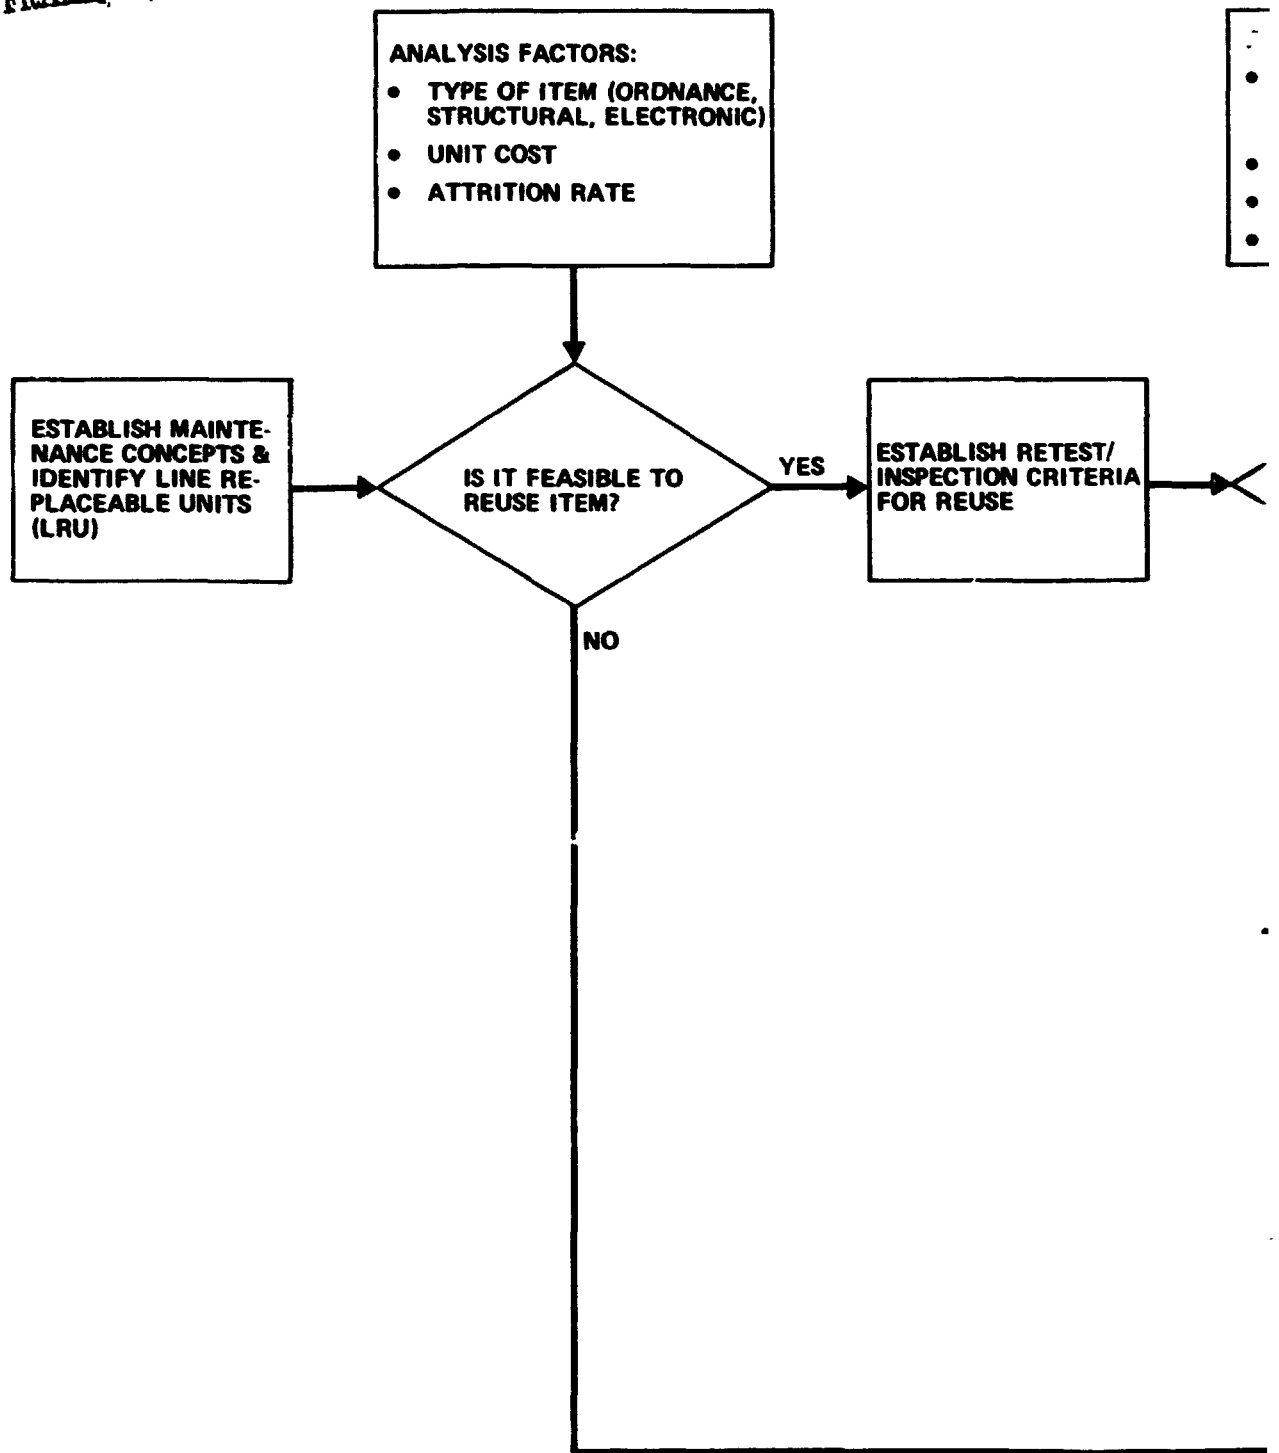 ANALYSIS FACTORS:
• TYPE OF ITEM (ORDNANCE,
STRUCTURAL, ELECTRONIC)
• UNIT COST
• ATTRITION RATE
ESTABLISH MAINTE-
NANCE CONCEPTS &
IDENTIFY LINE RE-
PLACEABLE UNITS
(LRU)
IS IT FEASIBLE TO
REUSE ITEM?
YES
ESTABLISH RETEST/
INSPECTION CRITERIA
FOR REUSE
NO